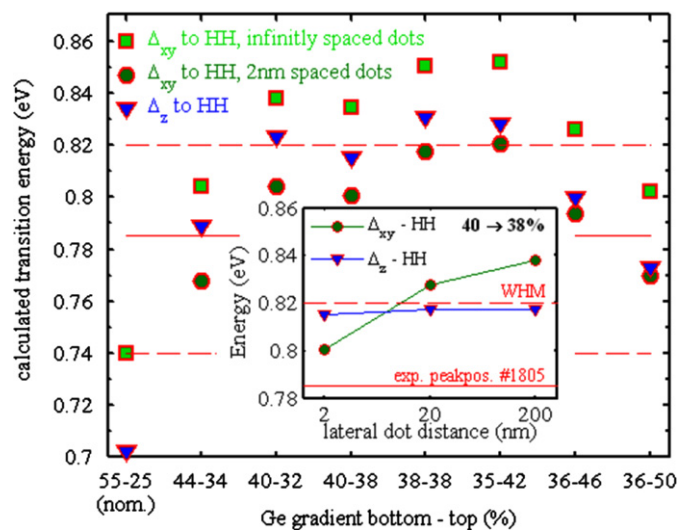 0.86
0.84
0.82
0.8
0.78
0.76
0.74
0.72
0.7
calculated transition energy (eV)
Δxy to HH, infinitly spaced dots
Δxy to HH, 2nm spaced dots
Δz to HH
0.86
0.84
0.82
0.8
0.78
Energy (eV)
Δxy - HH 40 → 38%
Δz - HH
WHM
exp. peakpos. #1805
2 20 200
lateral dot distance (nm)
55-25 44-34 40-32 40-38 38-38 35-42 36-46 36-50
(nom.)
Ge gradient bottom - top (%)